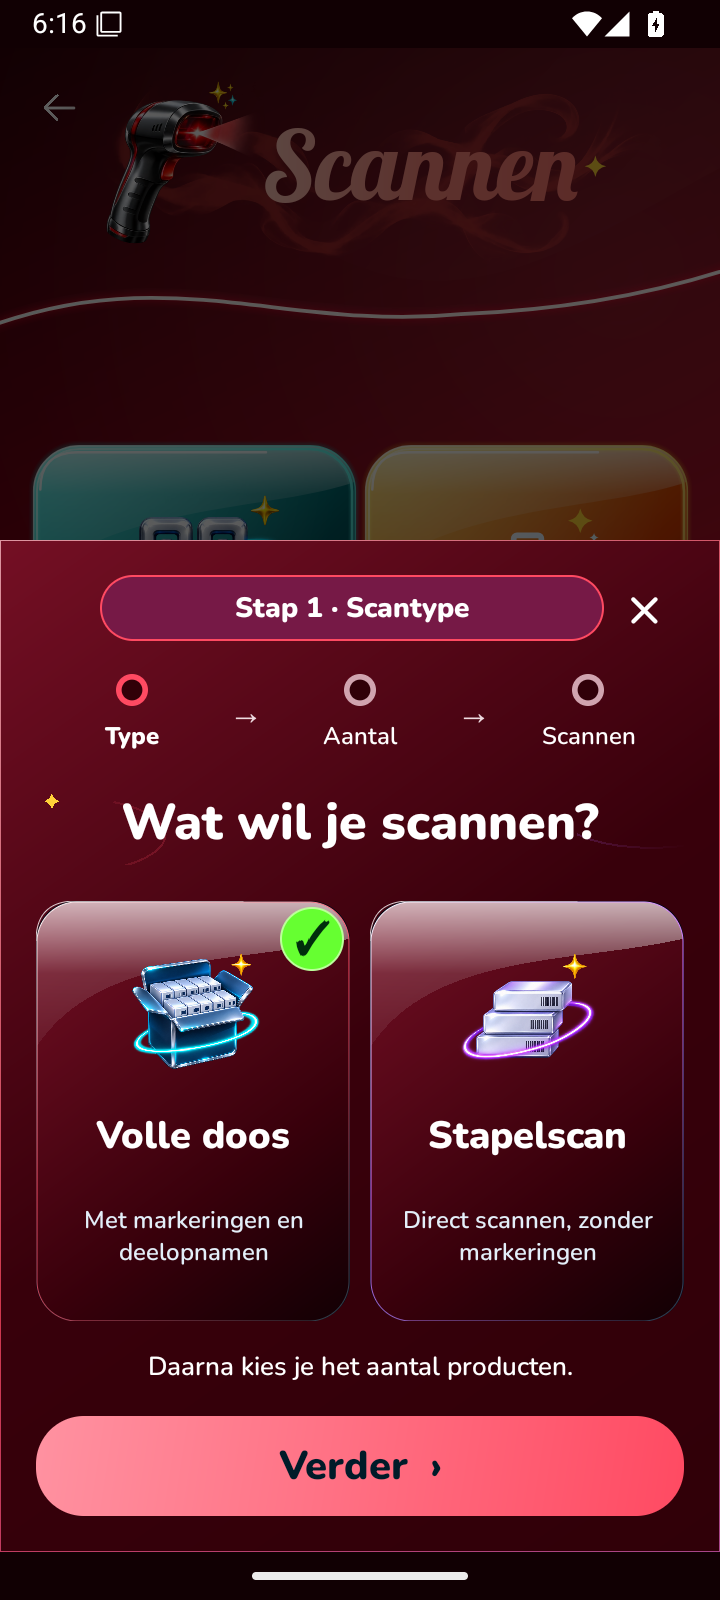 6:16
Scannen
Stap 1 · Scantype
Type → Aantal → Scannen
Wat wil je scannen?
Volle doos
Met markeringen en
deelopnamen
Stapelscan
Direct scannen, zonder
markeringen
Daarna kies je het aantal producten.
Verder ›